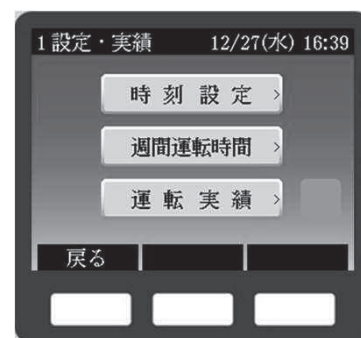 1 設定・実績 12/27(水) 16:39
時刻設定 >
週間運転時間 >
運転実績 >
戻る